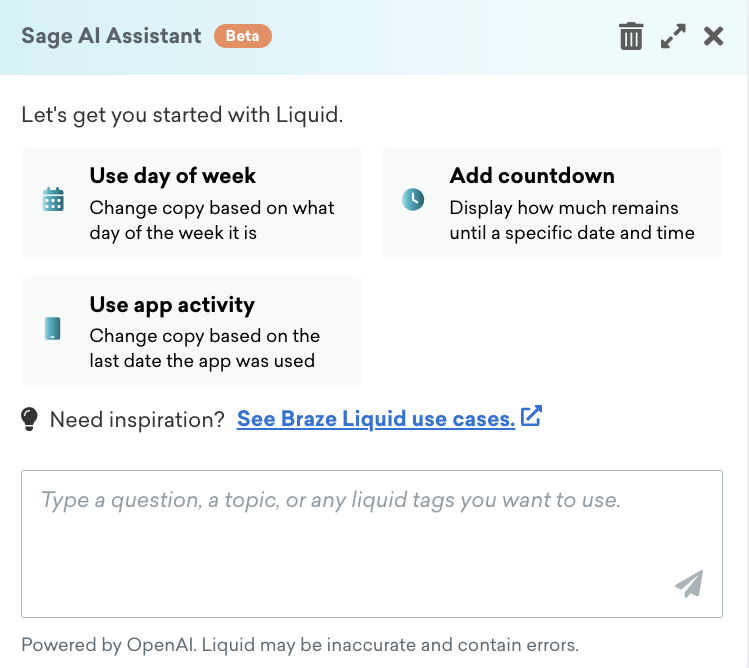 Sage AI Assistant Beta
Let's get you started with Liquid.
Use day of week
Change copy based on what
day of the week it is
Add countdown
Display how much remains
until a specific date and time
Use app activity
Change copy based on the
last date the app was used
Need inspiration? See Braze Liquid use cases.
Type a question, a topic, or any liquid tags you want to use.
Powered by OpenAI. Liquid may be inaccurate and contain errors.